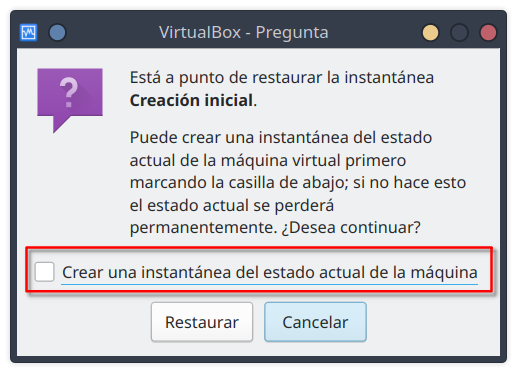 VirtualBox - Pregunta
Está a punto de restaurar la instantánea
Creación inicial.
Puede crear una instantánea del estado
actual de la máquina virtual primero
marcando la casilla de abajo; si no hace esto
el estado actual se perderá
permanentemente. ¿Desea continuar?
Crear una instantánea del estado actual de la máquina
Restaurar
Cancelar